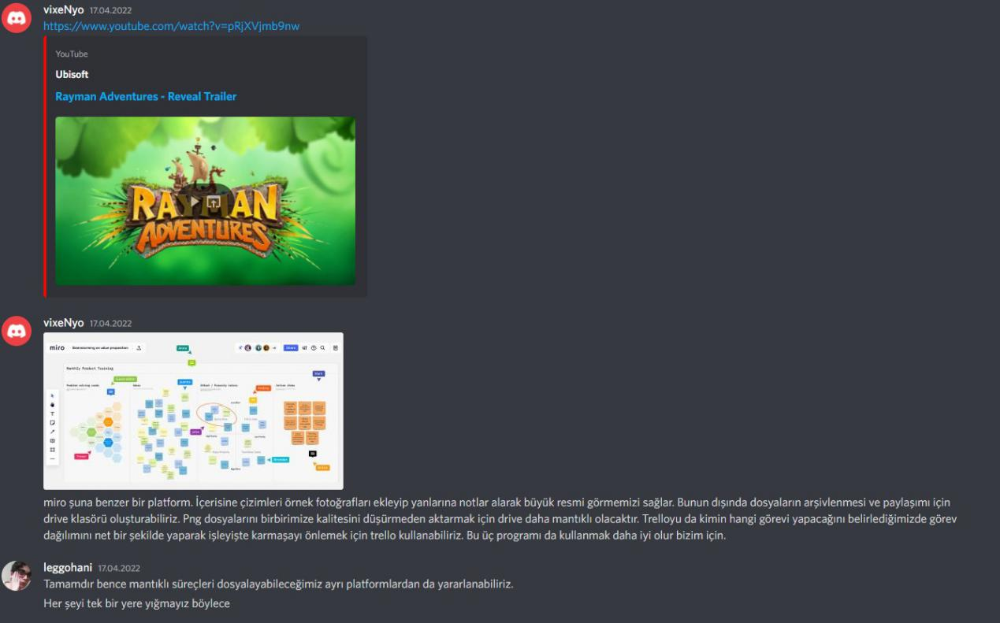 vixeNyo 17.04.2022
https://www.youtube.com/watch?v=pRjXVjmb9nw
YouTube
Ubisoft
Rayman Adventures - Reveal Trailer
RAYMAN
ADVENTURES
vixeNyo 17.04.2022
miro Brainstorming on value proposition Share
Monthly Product Training
miro şuna benzer bir platform. İçerisine çizimleri örnek fotoğrafları ekleyip yanlarına notlar alarak büyük resmi görmemizi sağlar. Bunun dışında dosyaların arşivlenmesi ve paylaşımı için
drive klasörü oluşturabiliriz. Png dosyalarını birbirimize kalitesini düşürmeden aktarmak için drive daha mantıklı olacaktır. Trelloyu da kimin hangi görevi yapacağını belirlediğimizde görev
dağılımını net bir şekilde yaparak işleyişte karmaşayı önlemek için trello kullanabiliriz. Bu üç programı da kullanmak daha iyi olur bizim için.
leggohani 17.04.2022
Tamamdır bence mantıklı süreçleri dosyalayabileceğimiz ayrı platformlardan da yararlanabiliriz.
Her şeyi tek bir yere yığmayız böylece